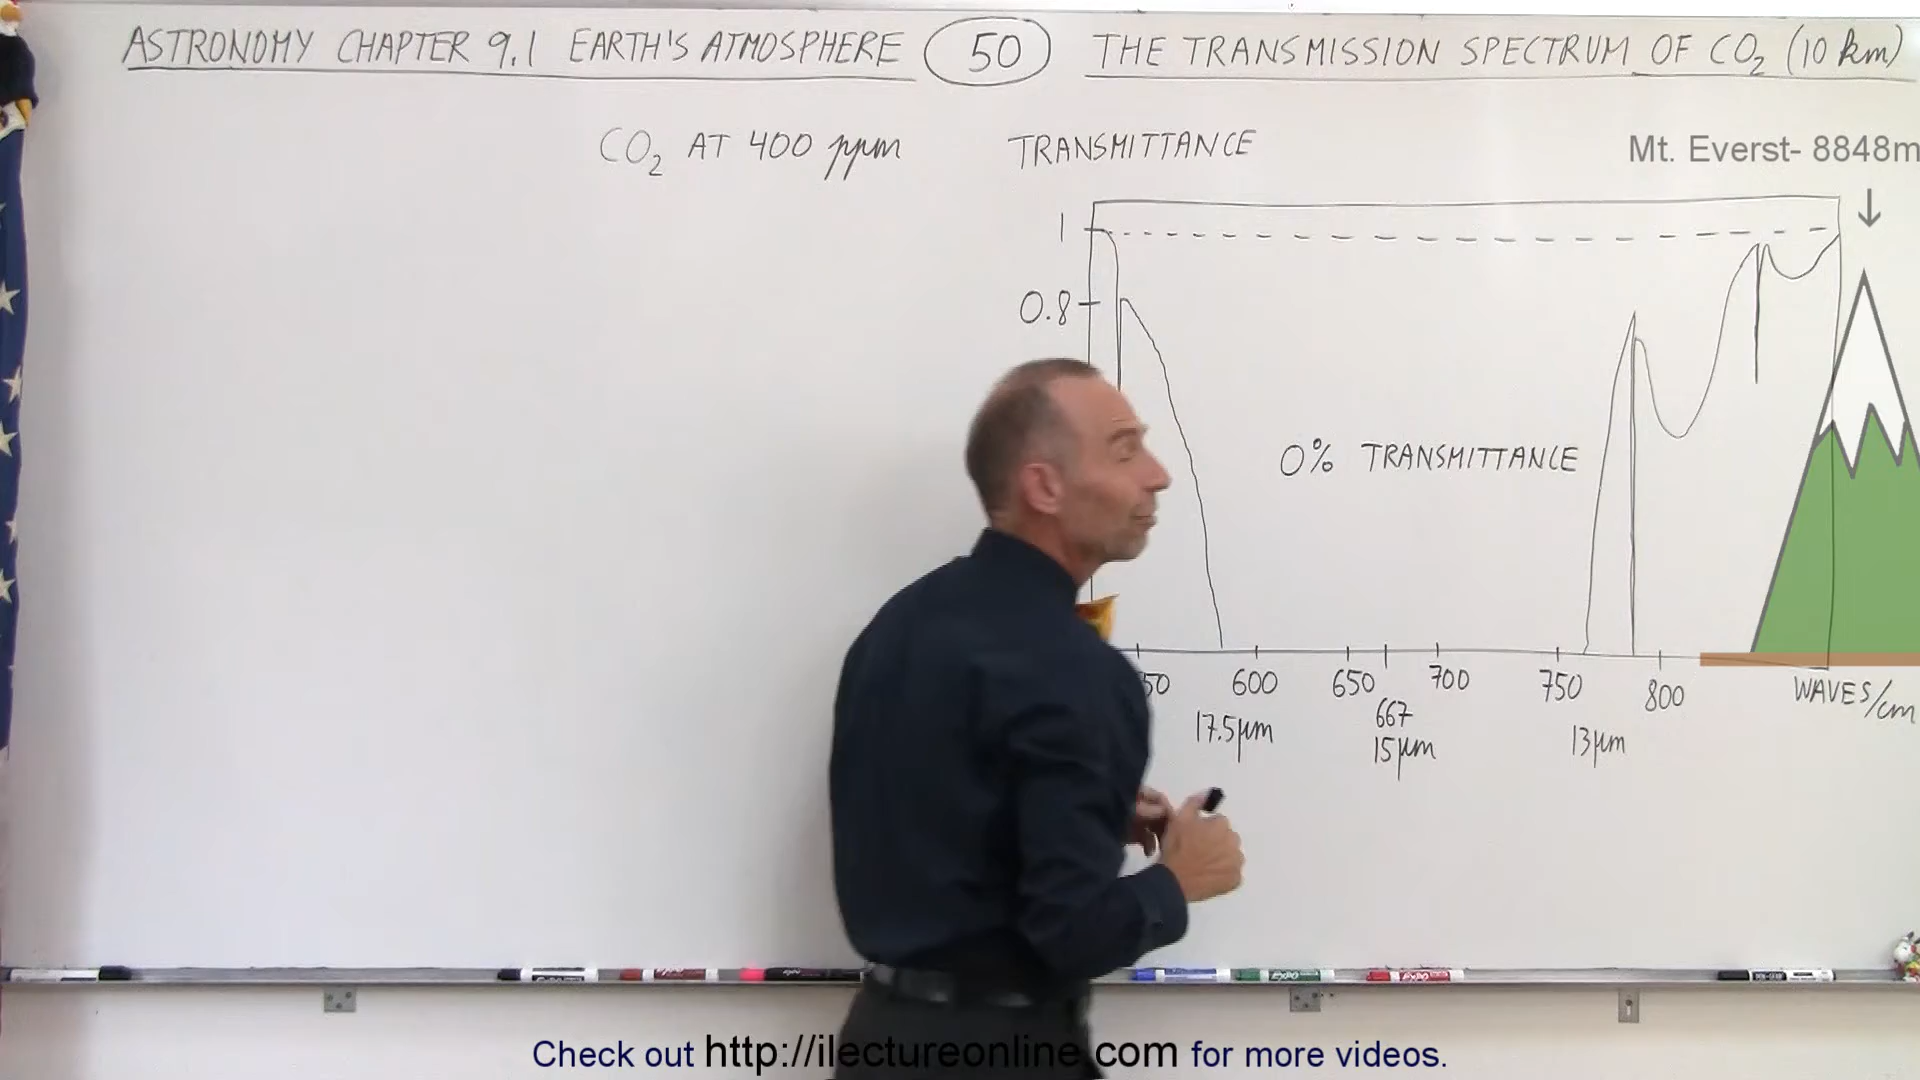 ASTRONOMY CHAPTER 9.1 EARTH'S ATMOSPHERE 50 THE TRANSMISSION SPECTRUM OF CO₂ (10 km)
CO₂ AT 400 ppm
TRANSMITTANCE
Mt. Everst- 8848m
1
0.8
0% TRANSMITTANCE
50 600 650 700 750 800 WAVES/cm
667
17.5μm 15μm 13μm
Check out http://ilectureonline.com for more videos.